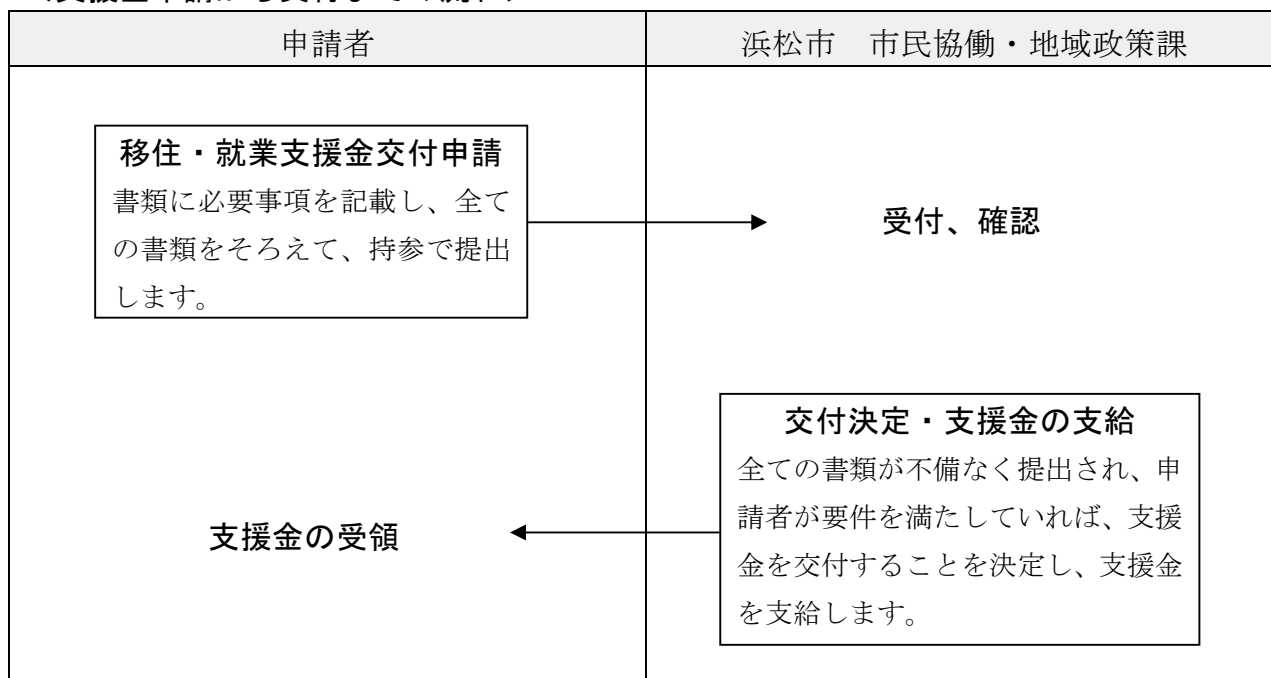 申請者
浜松市 市民協働・地域政策課
移住・就業支援金交付申請
書類に必要事項を記載し、全て
の書類をそろえて、持参で提出
します。
受付、確認
交付決定・支援金の支給
全ての書類が不備なく提出され、申
請者が要件を満たしていれば、支援
金を交付することを決定し、支援金
を支給します。
支援金の受領